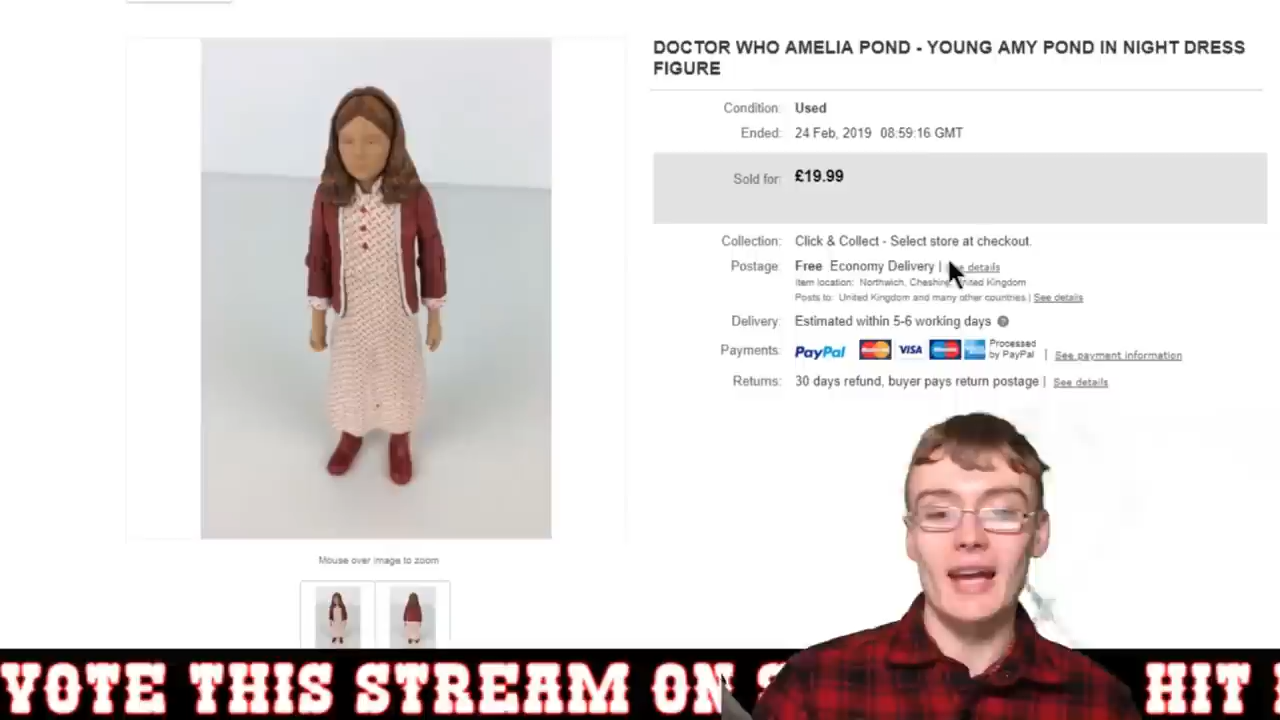 DOCTOR WHO AMELIA POND - YOUNG AMY POND IN NIGHT DRESS
FIGURE
Condition: Used
Ended: 24 Feb, 2019 08:59:16 GMT
Sold for: £19.99
Collection: Click & Collect - Select store at checkout.
Postage: Free Economy Delivery | details
Item location: Northwich, Cheshire, United Kingdom
Posts to: United Kingdom and many other countries | See details
Delivery: Estimated within 5-6 working days ?
Payments: PayPal MasterCard VISA Maestro Processed
by PayPal | See payment information
Returns: 30 days refund, buyer pays return postage | See details
Mouse over image to zoom
VOTE THIS STREAM ON HIT